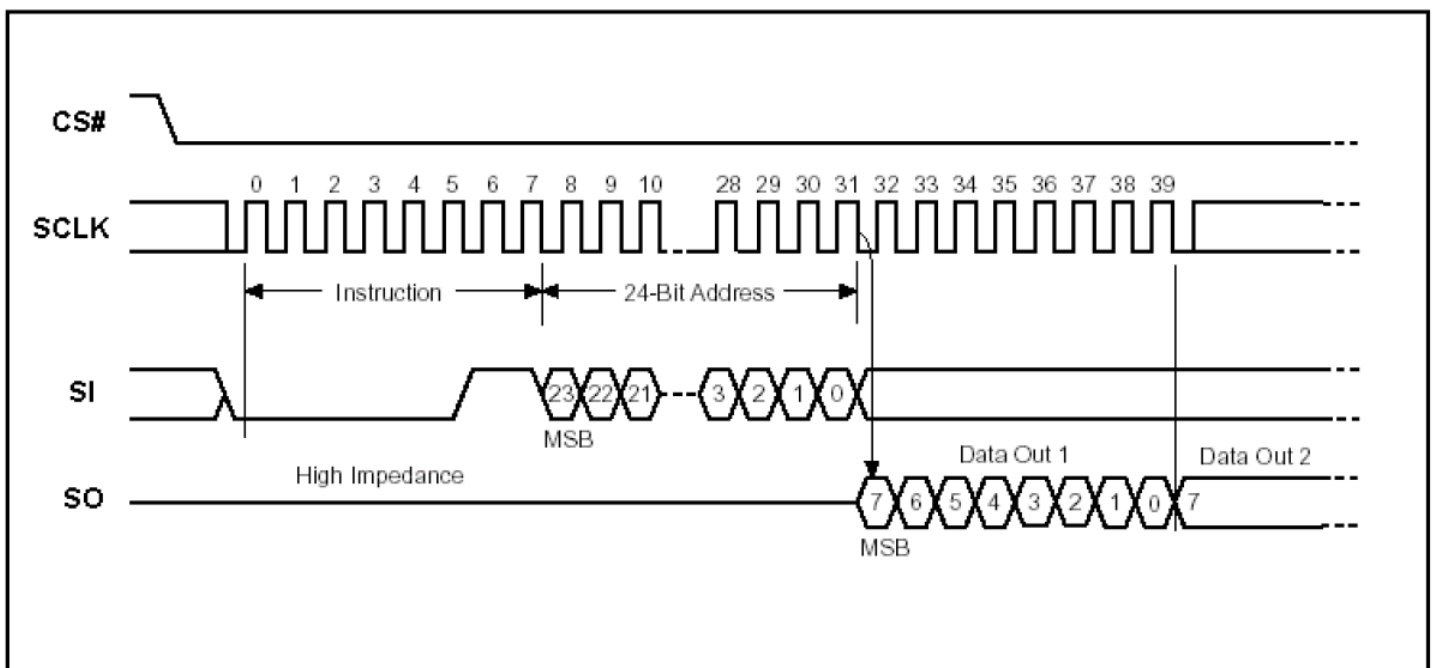 CS#
0 1 2 3 4 5 6 7 8 9 10 28 29 30 31 32 33 34 35 36 37 38 39
SCLK
Instruction 24-Bit Address
SI 23 22 21 3 2 1 0
MSB
Data Out 1 Data Out 2
High Impedance
SO 7 6 5 4 3 2 1 0 7
MSB